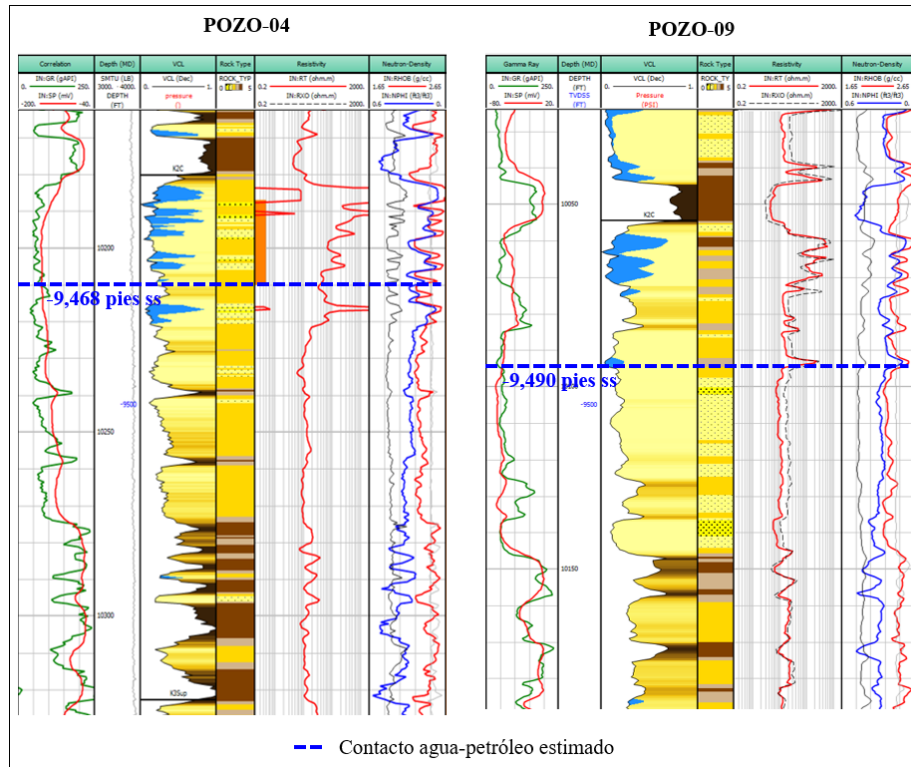 POZO-04
POZO-09
Correlation Depth (MD) VCL Rock Type Resistivity Neutron-Density
IN:GR (gAPI) SMTU (LB) VCL (Dec) ROCK_TYP IN:RT (ohm.m) IN:RHOB (g/cc)
0. 250. 3000. -4000. 0. 1. 0 5 0.2 2000. 1.65 2.65
IN:SP (mV) DEPTH pressure IN:RXO (ohm.m) IN:NPHI (ft3/ft3)
-200. -40. (FT) () 0.2 2000. 0.6 0.
K2C
10200
-9,468 pies ss
-9500
10250
10300
K3Sup
Gamma Ray Depth (MD) VCL Rock Type Resistivity Neutron-Density
IN:GR (gAPI) DEPTH VCL (Dec) ROCK_TY IN:RT (ohm.m) IN:RHOB (g/cc)
0. 250. (FT) 0. 1. 0 5 0.2 2000. 1.65 2.65
IN:SP (mV) TVDSS Pressure IN:RXO (ohm.m) IN:NPHI (ft3/ft3)
-80. 20. (FT) (PSI) 0.2 2000. 0.6 0.
10050
K2C
-9,490 pies ss
-9500
10150
Contacto agua-petróleo estimado